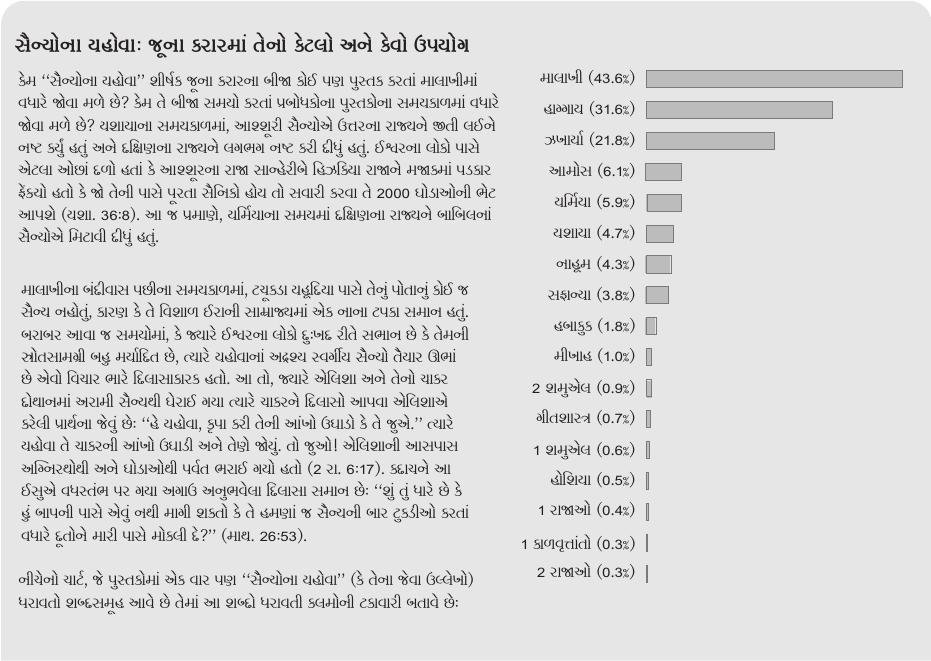 સૈન્યોના યહોવાઃ જૂના કરારમાં તેનો કેટલો અને કેવો ઉપયોગ
કેમ ‘‘સૈન્યોના યહોવા’’ શીર્ષક જૂના કરારના બીજા કોઈ પણ પુસ્તક કરતાં માલાખીમાં
વધારે જોવા મળે છે? કેમ તે બીજા સમયો કરતાં પ્રબોધકોના પુસ્તકોના સમયકાળમાં વધારે
જોવા મળે છે? યશાયાના સમયકાળમાં, આશ્શૂરી સૈન્યોએ ઉત્તરના રાજ્યને જીતી લઈને
નષ્ટ કર્યું હતું અને દક્ષિણના રાજ્યને લગભગ નષ્ટ કરી દીધું હતું. ઈશ્વરના લોકો પાસે
એટલા ઓછાં દળો હતાં કે આશ્શૂરના રાજા સાન્હેરીબે હિઝકિયા રાજાને મજાકમાં પડકાર
ફેંક્યો હતો કે જો તેની પાસે પૂરતા સૈનિકો હોય તો સવારી કરવા તે 2000 ઘોડાઓની ભેટ
આપશે (યશા. 36:8). આ જ પ્રમાણે, યર્મિયાના સમયમાં દક્ષિણના રાજ્યને બાબિલનાં
સૈન્યોએ મિટાવી દીધું હતું.
માલાખીના બંદીવાસ પછીના સમયકાળમાં, ટચૂકડા યહૂદિયા પાસે તેનું પોતાનું કોઈ જ
સૈન્ય નહોતું, કારણ કે તે વિશાળ ઈરાની સામ્રાજ્યમાં એક નાના ટપકા સમાન હતું.
બરાબર આવા જ સમયોમાં, કે જ્યારે ઈશ્વરના લોકો દુઃખદ રીતે સભાન છે કે તેમની
સ્રોતસામગ્રી બહુ મર્યાદિત છે, ત્યારે યહોવાનાં અદ્રશ્ય સ્વર્ગીય સૈન્યો તૈયાર ઊભાં
છે એવો વિચાર ભારે દિલાસાકારક હતો. આ તો, જ્યારે એલિશા અને તેનો ચાકર
દોથાનમાં અરામી સૈન્યથી ઘેરાઈ ગયા ત્યારે ચાકરને દિલાસો આપવા એલિશાએ
કરેલી પ્રાર્થના જેવું છેઃ ‘‘હે યહોવા, કૃપા કરી તેની આંખો ઉઘાડો કે તે જુએ.’’ ત્યારે
યહોવા તે ચાકરની આંખો ઉઘાડી અને તેણે જોયું. તો જુઓ! એલિશાની આસપાસ
અગ્નિરથોથી અને ઘોડાઓથી પર્વત ભરાઈ ગયો હતો (2 રા. 6:17). કદાચને આ
ઈસુએ વધસ્તંભ પર ગયા અગાઉ અનુભવેલા દિલાસા સમાન છેઃ ‘‘શું તું ધારે છે કે
હું બાપની પાસે એવું નથી માગી શકતો કે તે હમણાં જ સૈન્યની બાર ટુકડીઓ કરતાં
વધારે દૂતોને મારી પાસે મોકલી દે?’’ (માથ. 26:53).
નીચેનો ચાર્ટ, જે પુસ્તકોમાં એક વાર પણ ‘‘સૈન્યોના યહોવા’’ (કે તેના જેવા ઉલ્લેખો)
ધરાવતો શબ્દસમૂહ આવે છે તેમાં આ શબ્દો ધરાવતી કલમોની ટકાવારી બતાવે છેઃ
માલાખી (43.6%)
હાગ્ગાય (31.6%)
ઝખાર્યા (21.8%)
આમોસ (6.1%)
યર્મિયા (5.9%)
યશાયા (4.7%)
નાહૂમ (4.3%)
સફાન્યા (3.8%)
હબાકુક (1.8%)
મીખાહ (1.0%)
2 શમુએલ (0.9%)
ગીતશાસ્ત્ર (0.7%)
1 શમુએલ (0.6%)
હોશિયા (0.5%)
1 રાજાઓ (0.4%)
1 કાળવૃત્તાંતો (0.3%)
2 રાજાઓ (0.3%)